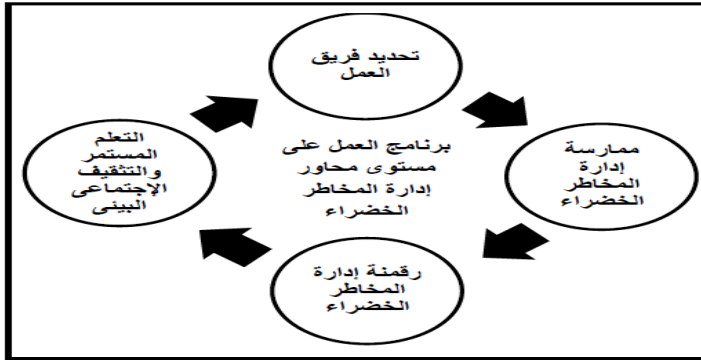 تحديد فريق
العمل
ممارسة
إدارة
المخاطر
الخضراء
رقمنة إدارة
المخاطر
الخضراء
التعلم
المستمر
والتثقيف
الإجتماعى
البيئى
برنامج العمل على
مستوى محاور
إدارة المخاطر
الخضراء